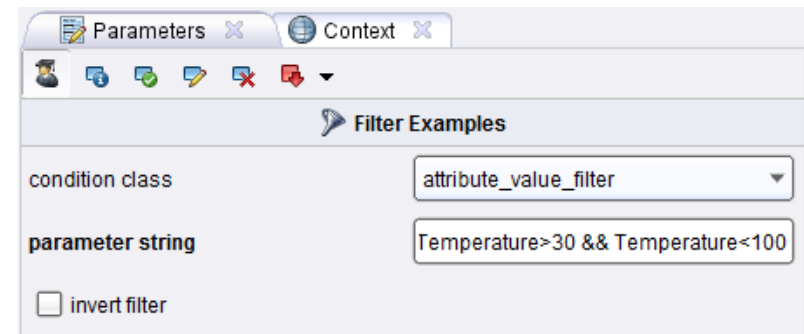 Parameters Context
Filter Examples
condition class attribute_value_filter
parameter string Temperature>30 && Temperature<100
invert filter